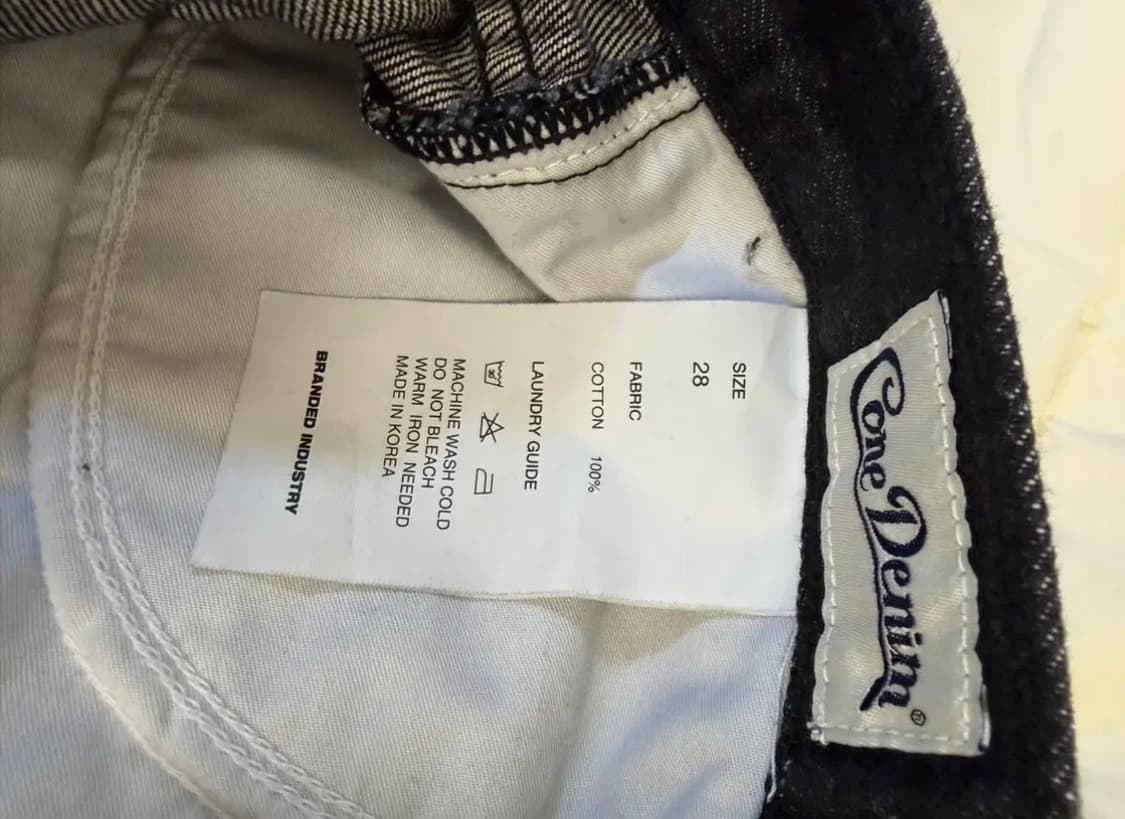 SIZE
28
FABRIC
COTTON 100%
LAUNDRY GUIDE
30
MACHINE WASH COLD
DO NOT BLEACH
WARM IRON NEEDED
MADE IN KOREA
BRANDED INDUSTRY
Cone Denim®